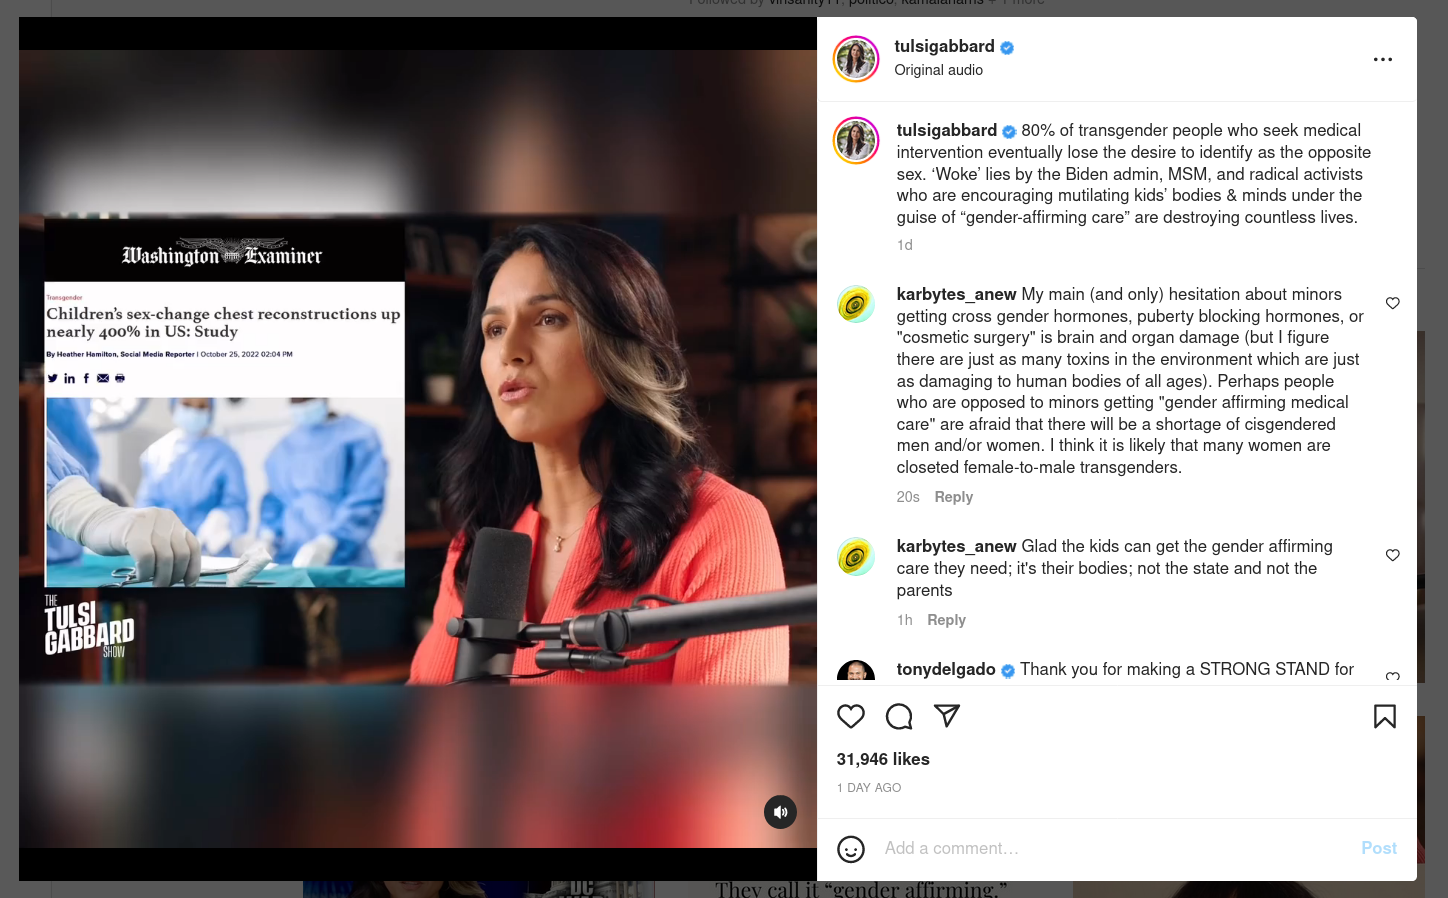 Followed by vinsanity11, politico, kamalaharris + 1 more
tulsigabbard
Original audio
Washington Examiner
Transgender
Children's sex-change chest reconstructions up
nearly 400% in US: Study
By Heather Hamilton, Social Media Reporter | October 25, 2022 02:04 PM
THE
TULSI
GABBARD
SHOW
tulsigabbard 80% of transgender people who seek medical
intervention eventually lose the desire to identify as the opposite
sex. ‘Woke’ lies by the Biden admin, MSM, and radical activists
who are encouraging mutilating kids’ bodies & minds under the
guise of “gender-affirming care” are destroying countless lives.
1d
karbytes_anew My main (and only) hesitation about minors
getting cross gender hormones, puberty blocking hormones, or
"cosmetic surgery" is brain and organ damage (but I figure
there are just as many toxins in the environment which are just
as damaging to human bodies of all ages). Perhaps people
who are opposed to minors getting "gender affirming medical
care" are afraid that there will be a shortage of cisgendered
men and/or women. I think it is likely that many women are
closeted female-to-male transgenders.
20s Reply
karbytes_anew Glad the kids can get the gender affirming
care they need; it's their bodies; not the state and not the
parents
1h Reply
tonydelgado Thank you for making a STRONG STAND for
31,946 likes
1 DAY AGO
Add a comment…
Post
DC
They call it “gender affirming.”